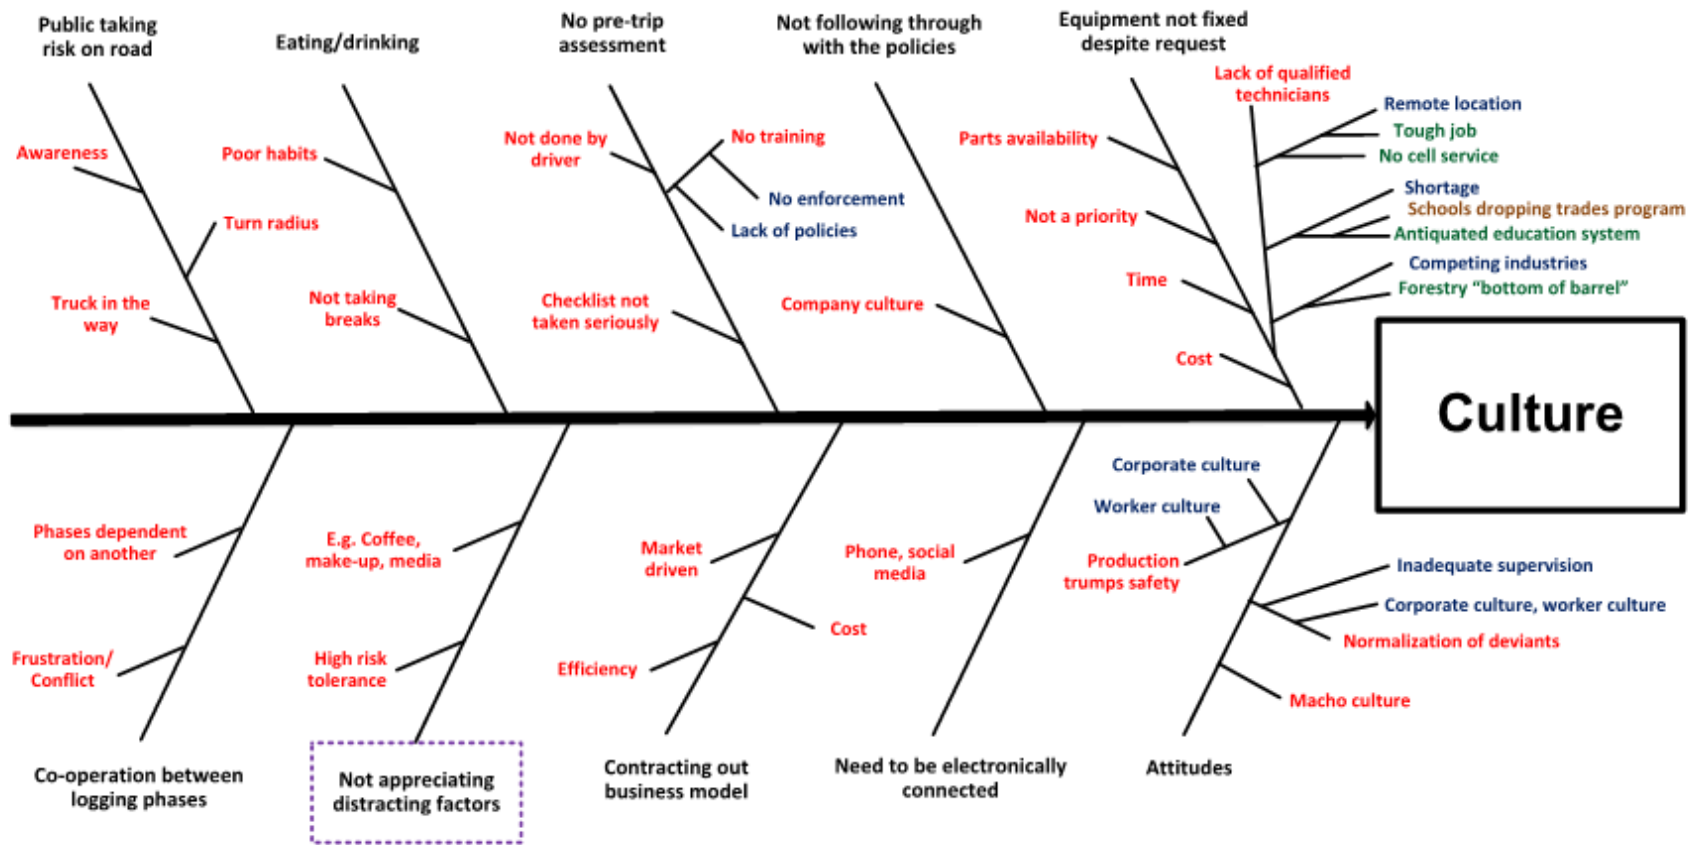 Public taking
risk on road
Eating/drinking
No pre-trip
assessment
Not following through
with the policies
Equipment not fixed
despite request
Lack of qualified
technicians
Remote location
Tough job
No cell service
Shortage
Schools dropping trades program
Antiquated education system
Competing industries
Forestry “bottom of barrel”
Awareness
Turn radius
Truck in the
way
Poor habits
Not taking
breaks
Not done by
driver
No training
No enforcement
Lack of policies
Checklist not
taken seriously
Company culture
Parts availability
Not a priority
Time
Cost
Culture
Phases dependent
on another
Frustration/
Conflict
E.g. Coffee,
make-up, media
High risk
tolerance
Market
driven
Cost
Efficiency
Phone, social
media
Corporate culture
Worker culture
Production
trumps safety
Inadequate supervision
Corporate culture, worker culture
Normalization of deviants
Macho culture
Co-operation between
logging phases
Not appreciating
distracting factors
Contracting out
business model
Need to be electronically
connected
Attitudes